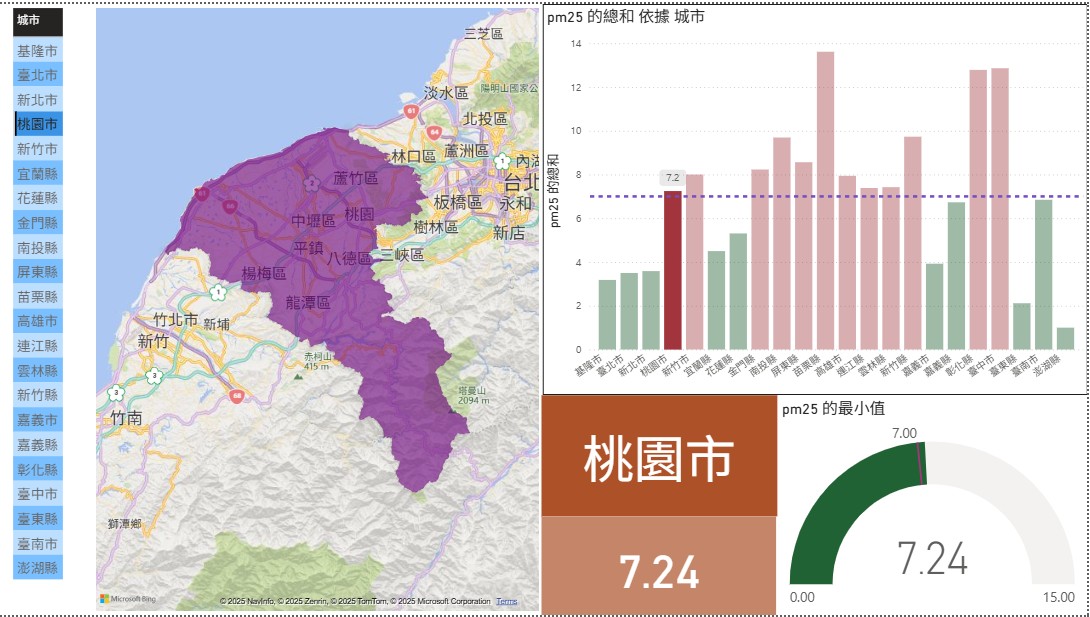 城市
基隆市
臺北市
新北市
桃園市
新竹市
宜蘭縣
花蓮縣
金門縣
南投縣
屏東縣
苗栗縣
高雄市
連江縣
雲林縣
新竹縣
嘉義市
嘉義縣
彰化縣
臺中市
臺東縣
臺南市
澎湖縣
三芝區
陽明山國家公
淡水區
61
64
北投區
林口區
蘆洲區
1
內湖
台北
2
蘆竹區
板橋區
永和
66
中壢區
桃園
樹林區
新店
平鎮
八德區
三峽區
楊梅區
1
龍潭區
竹北市
新埔
新竹
赤柯山
415 m
3
3
68
塔曼山
2094 m
竹南
獅潭鄉
Microsoft Bing
© 2025 NavInfo, © 2025 Zenrin, © 2025 TomTom, © 2025 Microsoft Corporation Terms
pm25 的總和 依據 城市
pm25 的總和
14
12
10
8
6
4
2
0
7.2
基隆市
臺北市
新北市
桃園市
新竹市
宜蘭縣
花蓮縣
金門縣
南投縣
屏東縣
苗栗縣
高雄市
連江縣
雲林縣
新竹縣
嘉義市
嘉義縣
彰化縣
臺中市
臺東縣
臺南市
澎湖縣
桃園市
7.24
pm25 的最小值
7.00
7.24
0.00
15.00